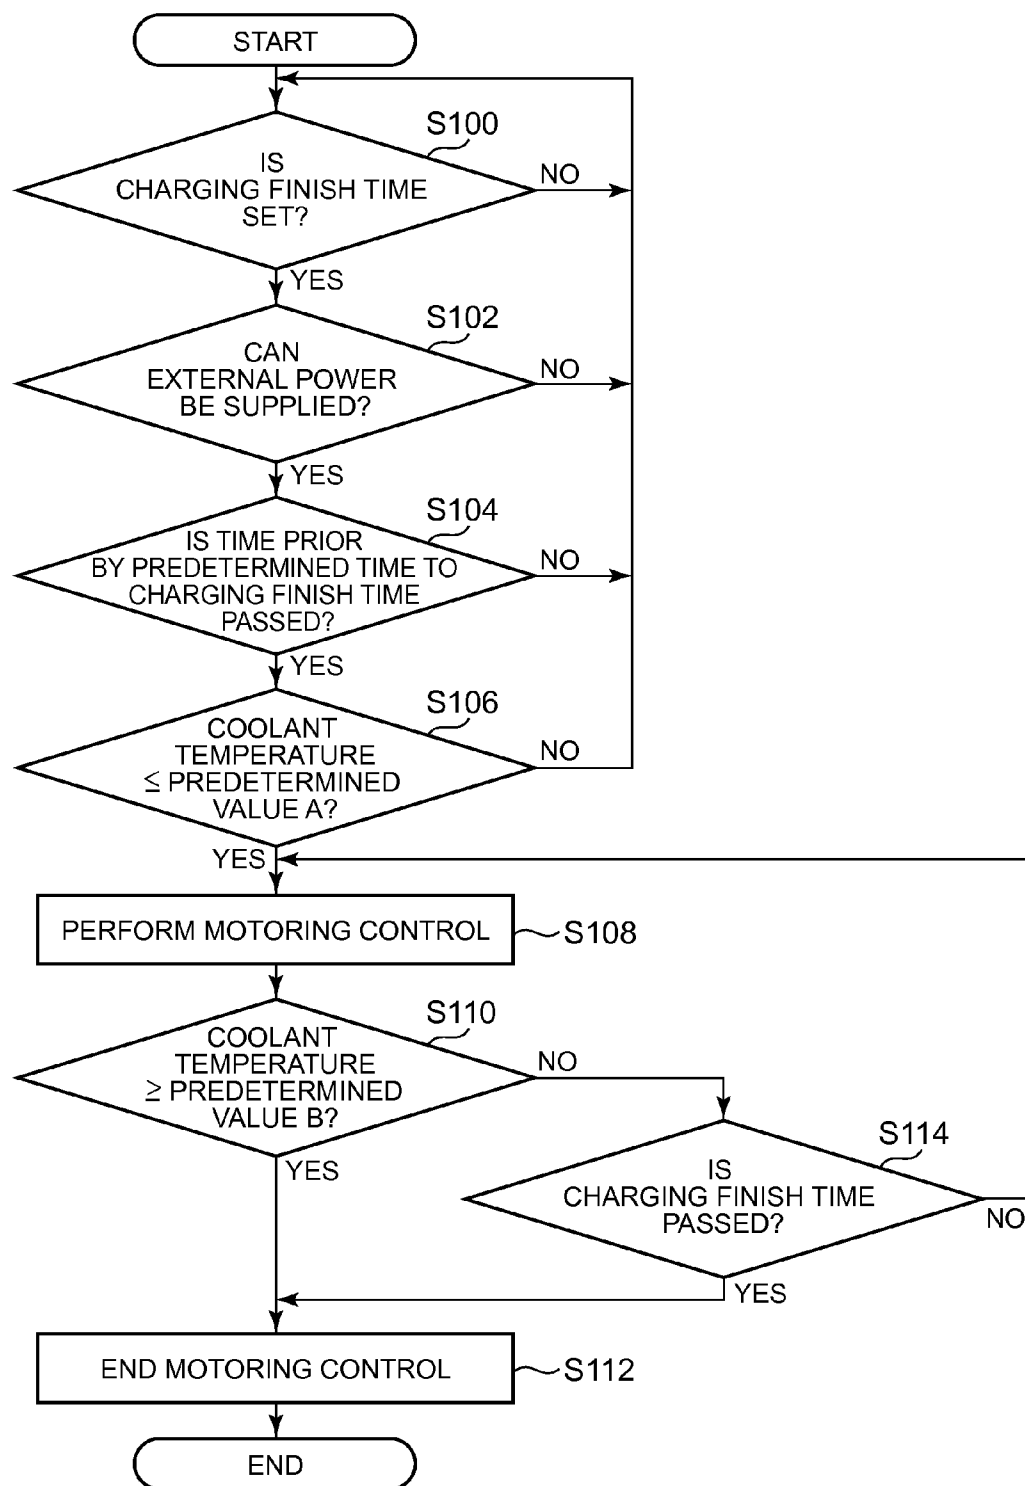 START
S100
IS
CHARGING FINISH TIME
SET?
NO
YES
S102
CAN
EXTERNAL POWER
BE SUPPLIED?
NO
YES
S104
IS TIME PRIOR
BY PREDETERMINED TIME TO
CHARGING FINISH TIME
PASSED?
NO
YES
S106
COOLANT
TEMPERATURE
≤ PREDETERMINED
VALUE A?
NO
YES
PERFORM MOTORING CONTROL
S108
S110
COOLANT
TEMPERATURE
≥ PREDETERMINED
VALUE B?
NO
YES
S114
IS
CHARGING FINISH TIME
PASSED?
NO
YES
END MOTORING CONTROL
S112
END